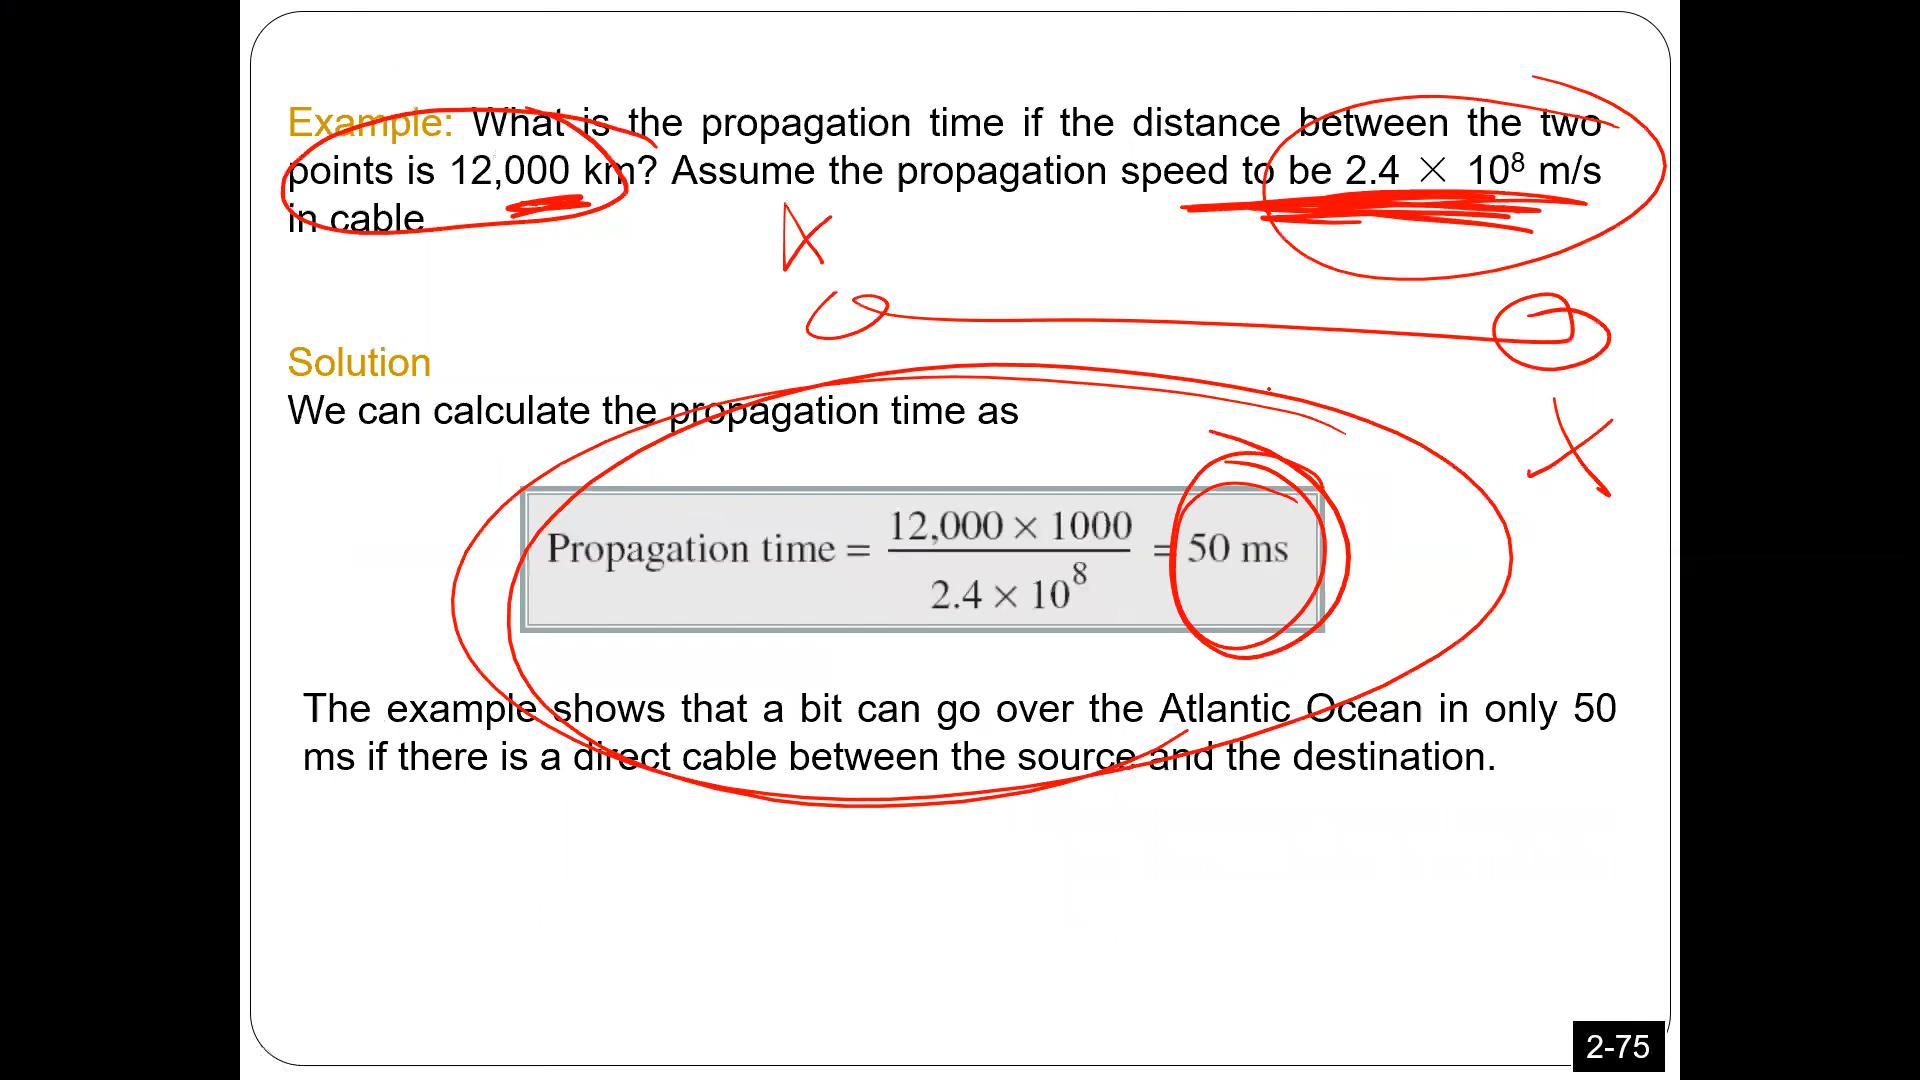 Example: What is the propagation time if the distance between the two
points is 12,000 km? Assume the propagation speed to be 2.4 × 10⁸ m/s
in cable
Solution
We can calculate the propagation time as
Propagation time = 12,000 × 1000 / 2.4 × 10⁸ = 50 ms
The example shows that a bit can go over the Atlantic Ocean in only 50
ms if there is a direct cable between the source and the destination.
2-75